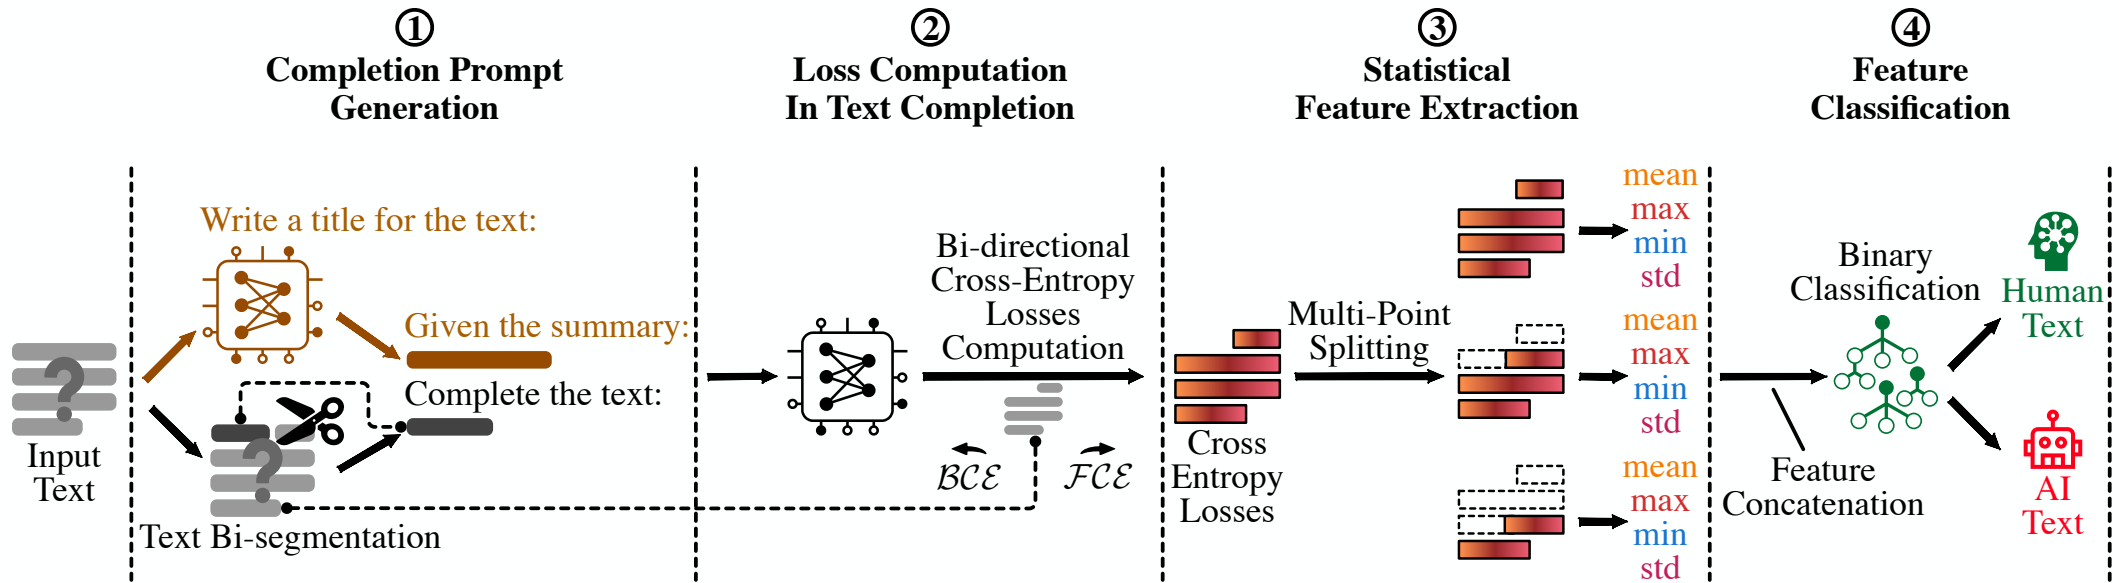 ①
Completion Prompt
Generation
②
Loss Computation
In Text Completion
③
Statistical
Feature Extraction
④
Feature
Classification
?
Input
Text
Write a title for the text:
Given the summary:
Complete the text:
?
Text Bi-segmentation
Bi-directional
Cross-Entropy
Losses
Computation
BCE
FCE
Cross
Entropy
Losses
Multi-Point
Splitting
mean
max
min
std
mean
max
min
std
mean
max
min
std
Feature
Concatenation
Binary
Classification
Human
Text
AI
Text